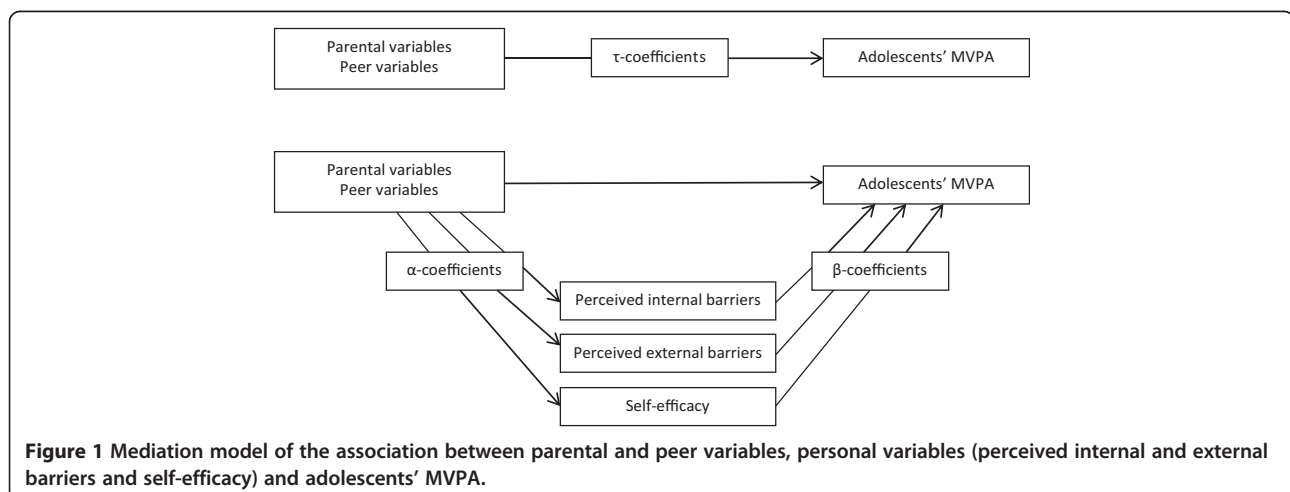 Parental variables
Peer variables
τ-coefficients
Adolescents' MVPA
Parental variables
Peer variables
Adolescents' MVPA
α-coefficients
β-coefficients
Perceived internal barriers
Perceived external barriers
Self-efficacy
Figure 1 Mediation model of the association between parental and peer variables, personal variables (perceived internal and external
barriers and self-efficacy) and adolescents' MVPA.